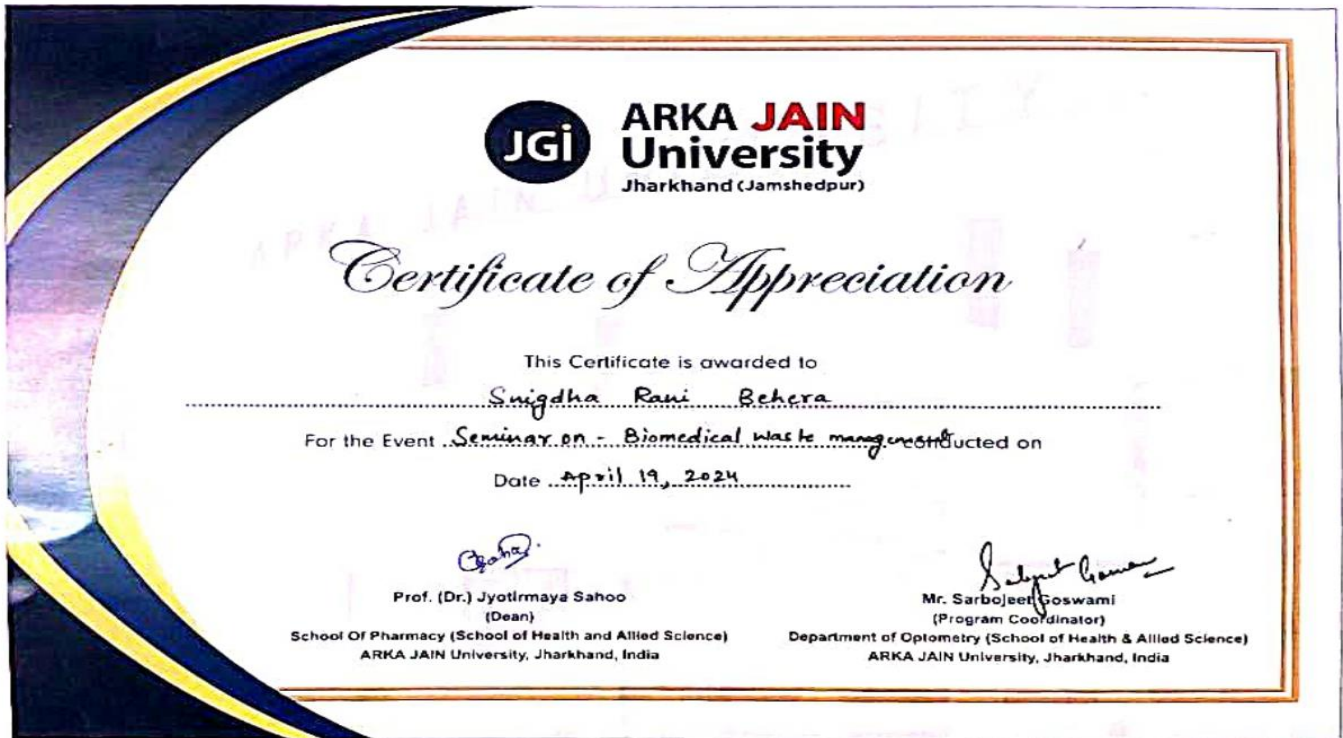 JGi
ARKA JAIN
University
Jharkhand (Jamshedpur)
Certificate of Appreciation
This Certificate is awarded to
Snigdha Rani Behera
For the Event Seminar on - Biomedical waste management conducted on
Date April 19, 2024
Prof. (Dr.) Jyotirmaya Sahoo
(Dean)
School Of Pharmacy (School of Health and Allied Science)
ARKA JAIN University, Jharkhand, India
Mr. Sarbojeet Goswami
(Program Coordinator)
Department of Optometry (School of Health & Allied Science)
ARKA JAIN University, Jharkhand, India